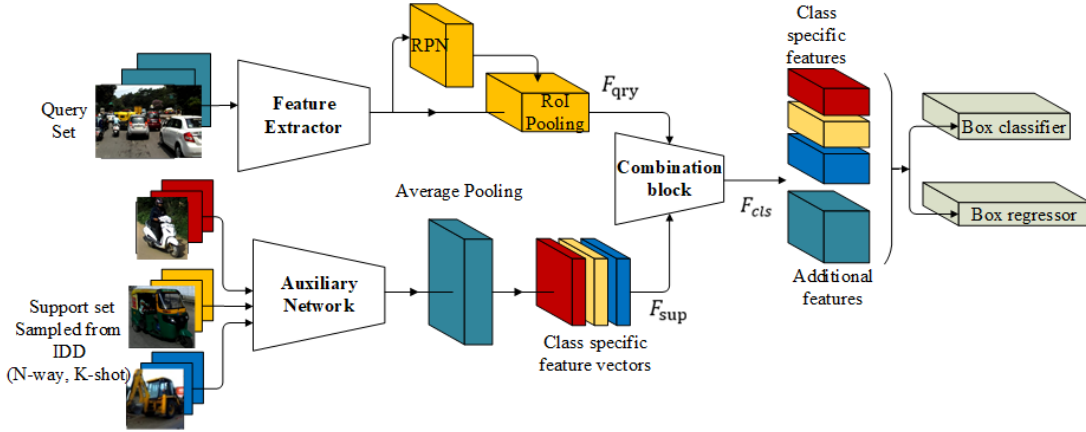 Class
specific
features
RPN
Query
Set
Feature
Extractor
RoI
Pooling
F_qry
Box classifier
Combination
block
F_cls
Average Pooling
Box regressor
Additional
features
Auxiliary
Network
F_sup
Support set
Sampled from
IDD
(N-way, K-shot)
Class specific
feature vectors